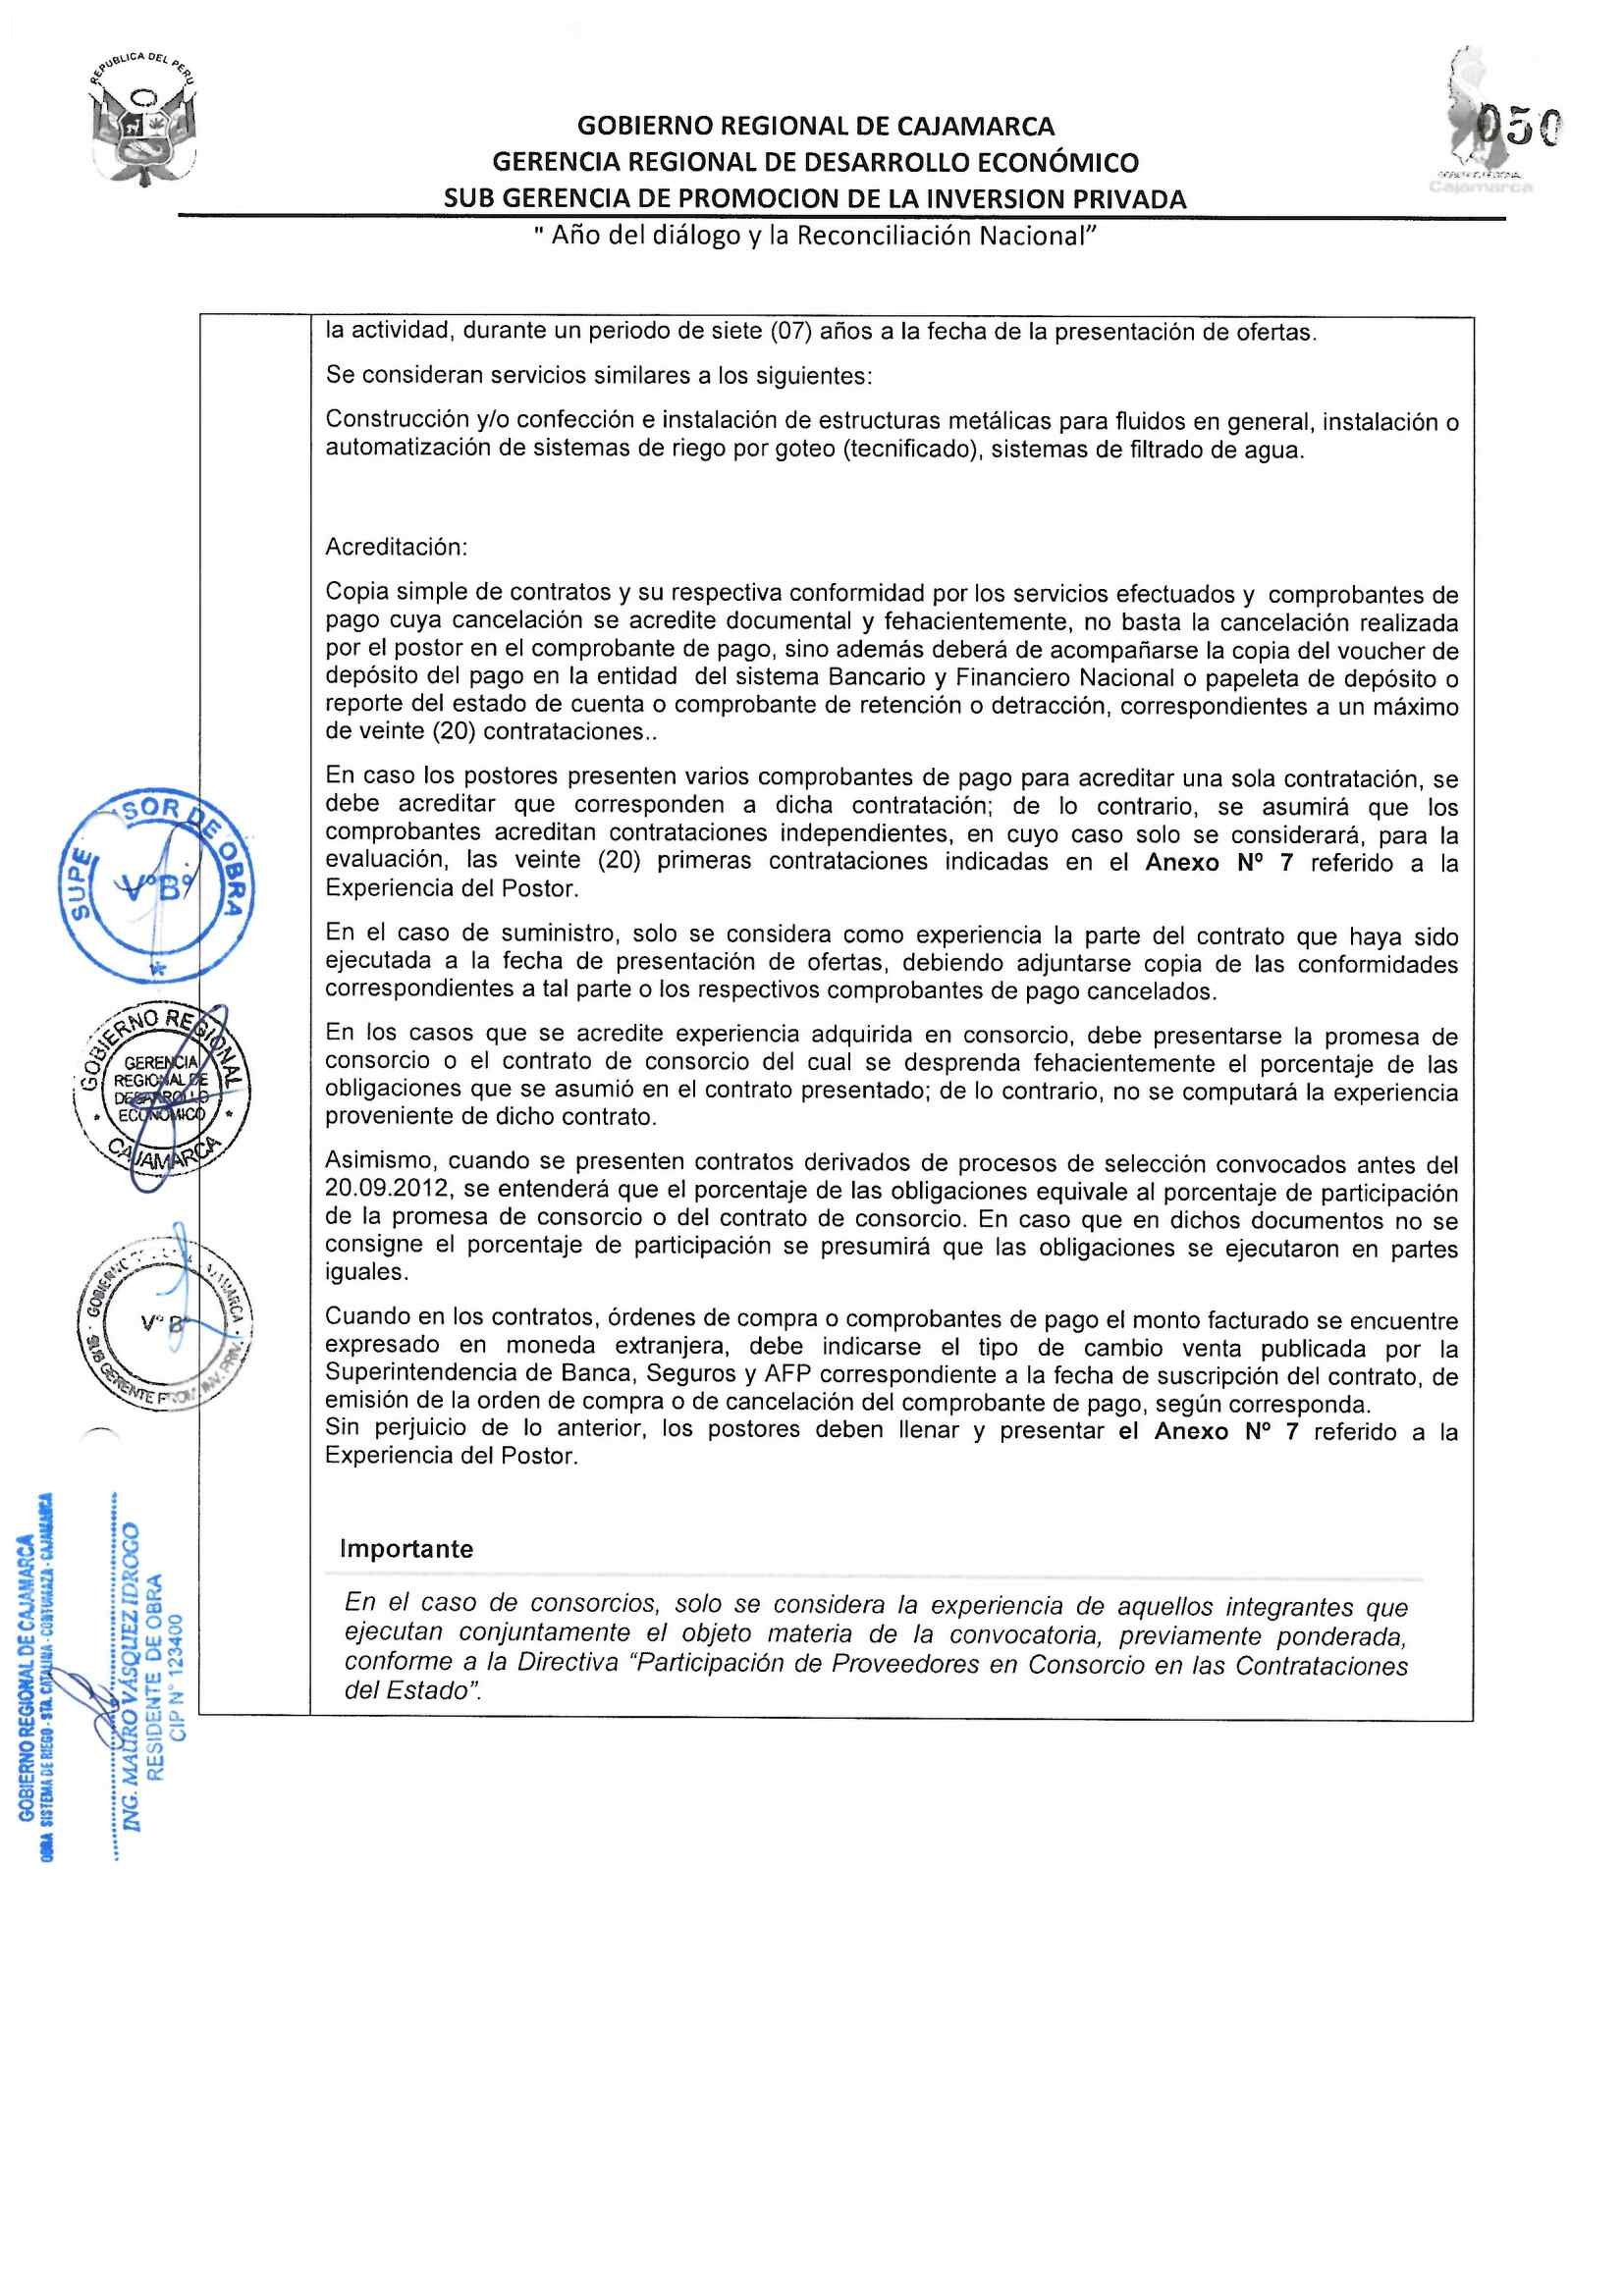 REPUBLICA DEL PERU
050
GOBIERNO REGIONAL
Cajamarca
GOBIERNO REGIONAL DE CAJAMARCA
GERENCIA REGIONAL DE DESARROLLO ECONÓMICO
SUB GERENCIA DE PROMOCION DE LA INVERSION PRIVADA
" Año del diálogo y la Reconciliación Nacional”
la actividad, durante un periodo de siete (07) años a la fecha de la presentación de ofertas.
Se consideran servicios similares a los siguientes:
Construcción y/o confección e instalación de estructuras metálicas para fluidos en general, instalación o
automatización de sistemas de riego por goteo (tecnificado), sistemas de filtrado de agua.
Acreditación:
Copia simple de contratos y su respectiva conformidad por los servicios efectuados y comprobantes de
pago cuya cancelación se acredite documental y fehacientemente, no basta la cancelación realizada
por el postor en el comprobante de pago, sino además deberá de acompañarse la copia del voucher de
depósito del pago en la entidad del sistema Bancario y Financiero Nacional o papeleta de depósito o
reporte del estado de cuenta o comprobante de retención o detracción, correspondientes a un máximo
de veinte (20) contrataciones..
En caso los postores presenten varios comprobantes de pago para acreditar una sola contratación, se
debe acreditar que corresponden a dicha contratación; de lo contrario, se asumirá que los
comprobantes acreditan contrataciones independientes, en cuyo caso solo se considerará, para la
evaluación, las veinte (20) primeras contrataciones indicadas en el Anexo Nº 7 referido a la
Experiencia del Postor.
En el caso de suministro, solo se considera como experiencia la parte del contrato que haya sido
ejecutada a la fecha de presentación de ofertas, debiendo adjuntarse copia de las conformidades
correspondientes a tal parte o los respectivos comprobantes de pago cancelados.
En los casos que se acredite experiencia adquirida en consorcio, debe presentarse la promesa de
consorcio o el contrato de consorcio del cual se desprenda fehacientemente el porcentaje de las
obligaciones que se asumió en el contrato presentado; de lo contrario, no se computará la experiencia
proveniente de dicho contrato.
Asimismo, cuando se presenten contratos derivados de procesos de selección convocados antes del
20.09.2012, se entenderá que el porcentaje de las obligaciones equivale al porcentaje de participación
de la promesa de consorcio o del contrato de consorcio. En caso que en dichos documentos no se
consigne el porcentaje de participación se presumirá que las obligaciones se ejecutaron en partes
iguales.
Cuando en los contratos, órdenes de compra o comprobantes de pago el monto facturado se encuentre
expresado en moneda extranjera, debe indicarse el tipo de cambio venta publicada por la
Superintendencia de Banca, Seguros y AFP correspondiente a la fecha de suscripción del contrato, de
emisión de la orden de compra o de cancelación del comprobante de pago, según corresponda.
Sin perjuicio de lo anterior, los postores deben llenar y presentar el Anexo Nº 7 referido a la
Experiencia del Postor.
Importante
En el caso de consorcios, solo se considera la experiencia de aquellos integrantes que
ejecutan conjuntamente el objeto materia de la convocatoria, previamente ponderada,
conforme a la Directiva “Participación de Proveedores en Consorcio en las Contrataciones
del Estado”.
SUPE ISOR DE OBRA
V°B°
GOBIERNO REGIONAL
GERENCIA
REGIONAL DE
DESARROLLO
ECONOMICO
CAJAMARCA
V° B°
SUB GERENTE PROM. INV. PRIV.
GOBIERNO REGIONAL DE CAJAMARCA
OBRA SISTEMA DE RIEGO - STA. CATALINA - CONTUMAZA - CAJAMARCA
ING. MAURO VÁSQUEZ IDROGO
RESIDENTE DE OBRA
CIP N° 123400